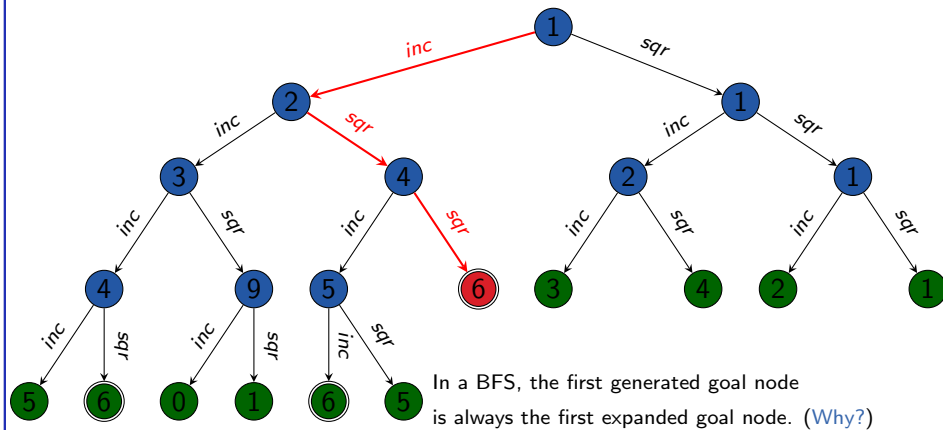 1
inc
sqr
2
1
inc
sqr
inc
sqr
3
4
2
1
inc
sqr
inc
sqr
inc
sqr
inc
sqr
4
9
5
6
3
4
2
1
inc
sqr
inc
sqr
inc
sqr
5
6
0
1
6
5
In a BFS, the first generated goal node
is always the first expanded goal node. (Why?)